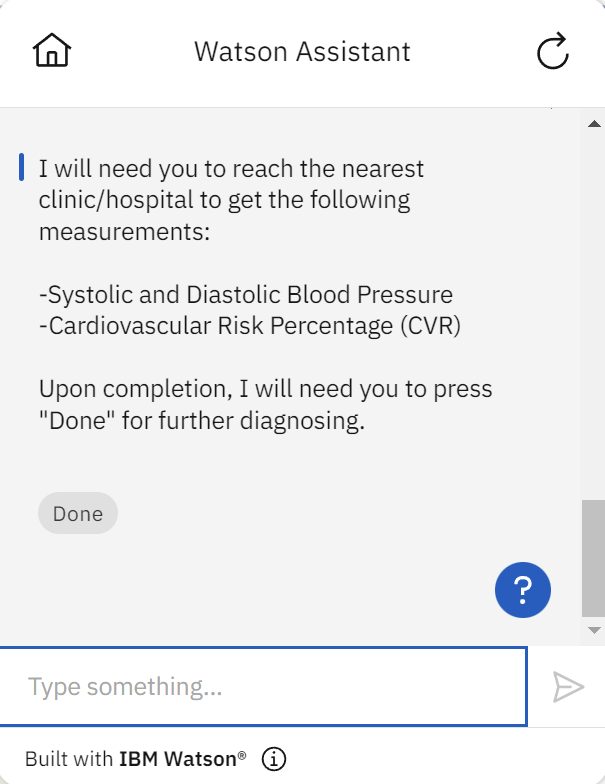 Watson Assistant
I will need you to reach the nearest
clinic/hospital to get the following
measurements:
-Systolic and Diastolic Blood Pressure
-Cardiovascular Risk Percentage (CVR)
Upon completion, I will need you to press
"Done" for further diagnosing.
Done
?
Type something...
Built with IBM Watson®